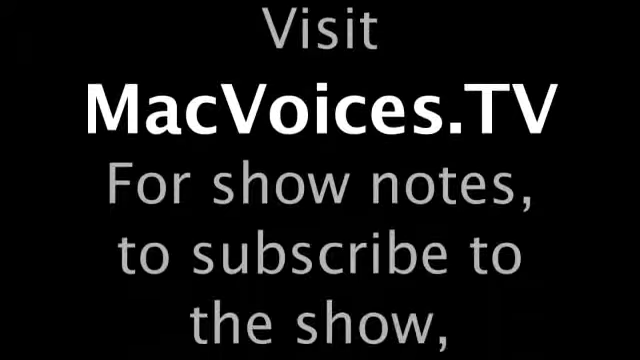 Visit
MacVoices.TV
For show notes,
to subscribe to
the show,